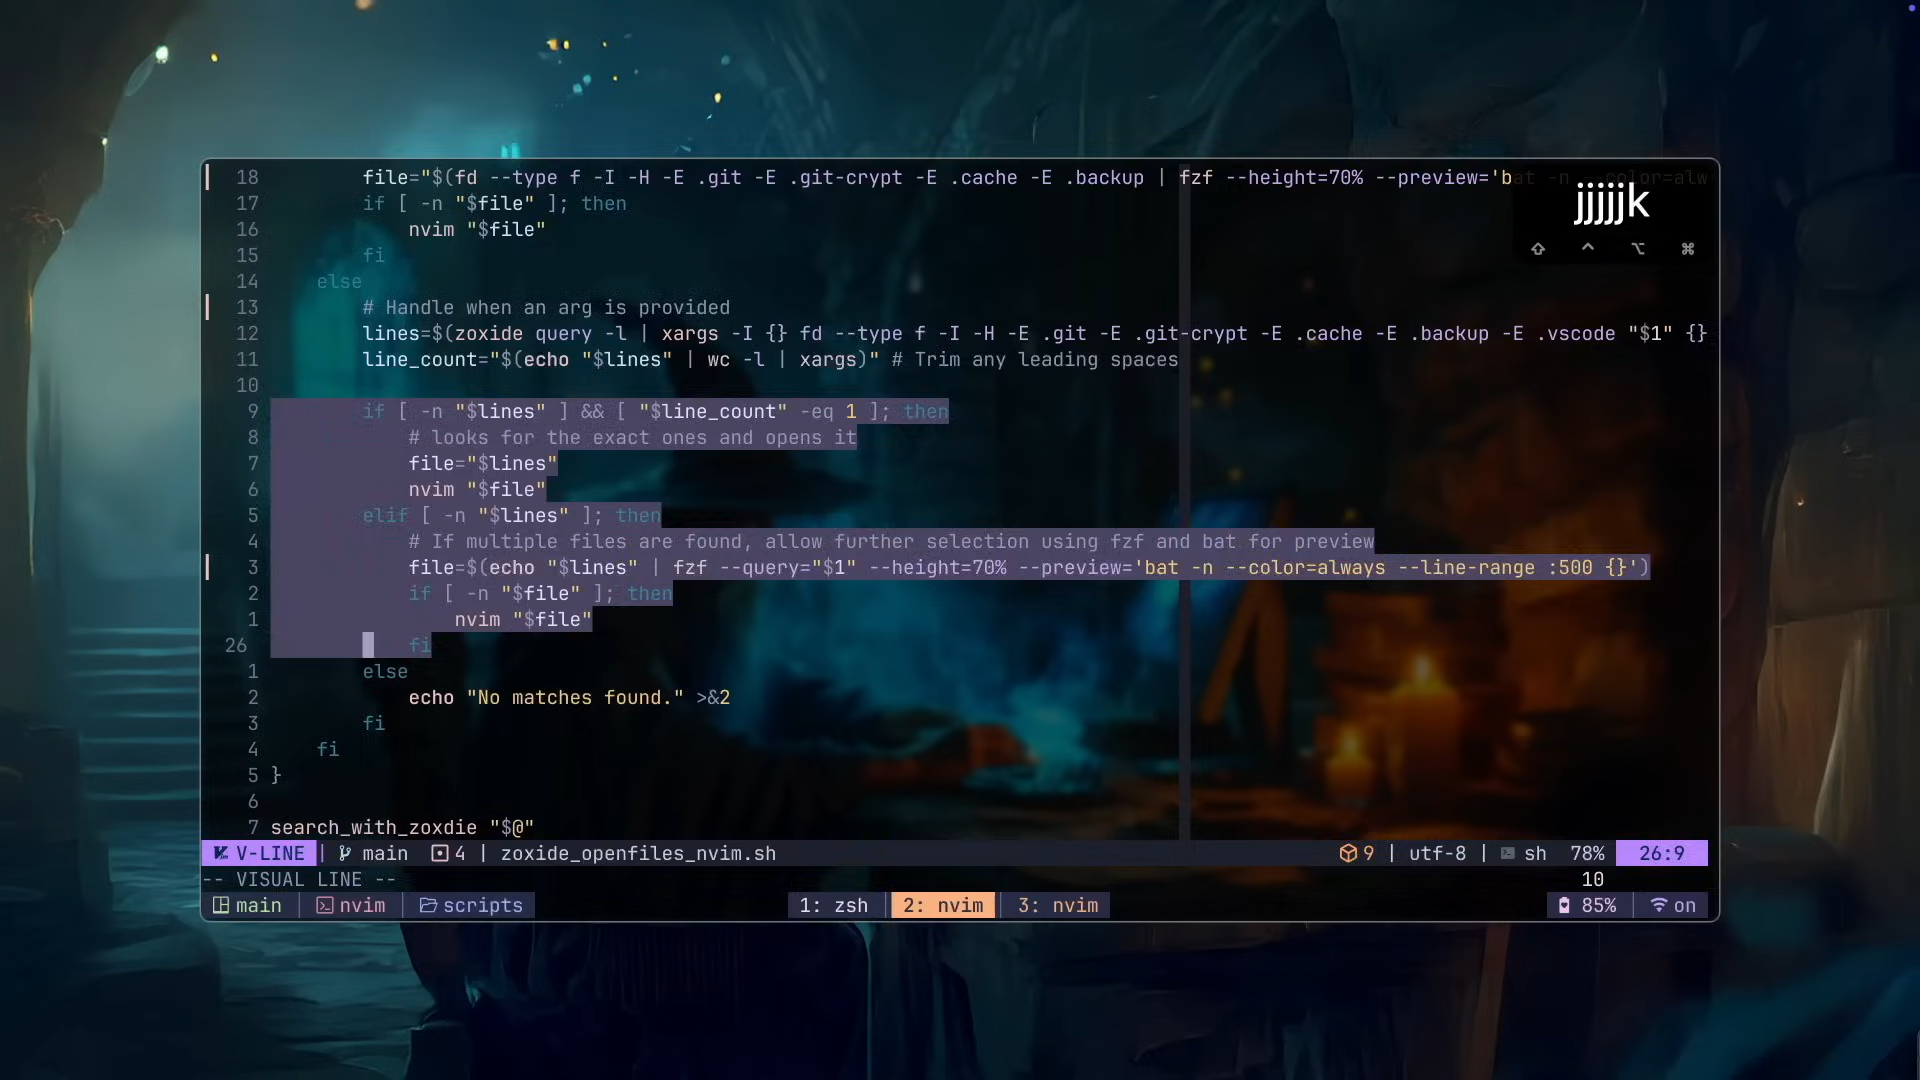 18 file="$(fd --type f -I -H -E .git -E .git-crypt -E .cache -E .backup | fzf --height=70% --preview='bat -n --color=alw
jjjjjk
17 if [ -n "$file" ]; then
16 nvim "$file"
15 fi
⇧ ^ ⌥ ⌘
14 else
13 # Handle when an arg is provided
12 lines=$(zoxide query -l | xargs -I {} fd --type f -I -H -E .git -E .git-crypt -E .cache -E .backup -E .vscode "$1" {}
11 line_count="$(echo "$lines" | wc -l | xargs)" # Trim any leading spaces
10
9 if [ -n "$lines" ] && [ "$line_count" -eq 1 ]; then
8 # looks for the exact ones and opens it
7 file="$lines"
6 nvim "$file"
5 elif [ -n "$lines" ]; then
4 # If multiple files are found, allow further selection using fzf and bat for preview
3 file=$(echo "$lines" | fzf --query="$1" --height=70% --preview='bat -n --color=always --line-range :500 {}')
2 if [ -n "$file" ]; then
1 nvim "$file"
26 fi
1 else
2 echo "No matches found." >&2
3 fi
4 fi
5 }
6
7 search_with_zoxdie "$@"
V-LINE | main 4 | zoxide_openfiles_nvim.sh 9 | utf-8 | sh 78% 26:9
-- VISUAL LINE -- 10
main | nvim | scripts 1: zsh 2: nvim 3: nvim 85% | on